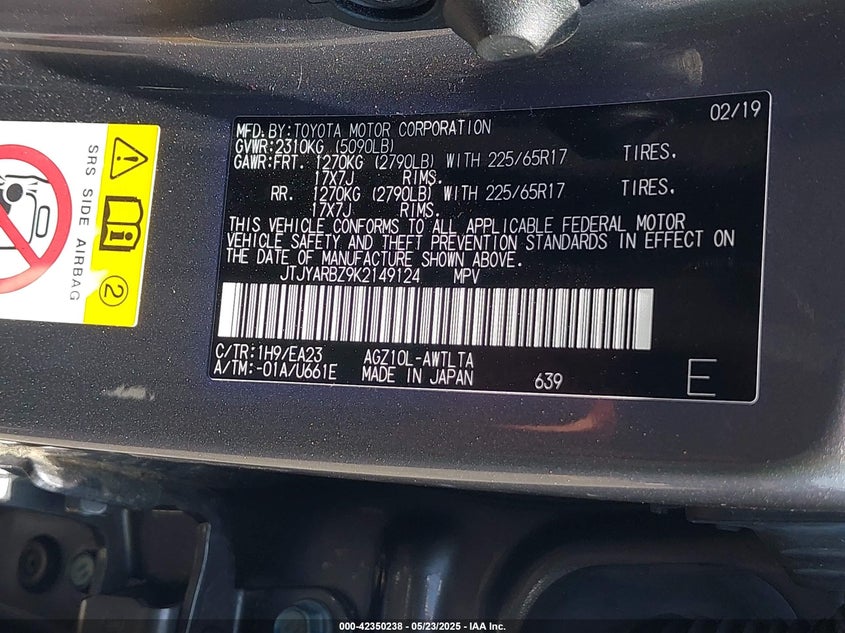 02/19
MFD.BY:TOYOTA MOTOR CORPORATION
GVWR:2310KG (5090LB)
GAWR:FRT. 1270KG (2790LB) WITH 225/65R17 TIRES.
17X7J RIMS.
RR. 1270KG (2790LB) WITH 225/65R17 TIRES.
17X7J RIMS.
THIS VEHICLE CONFORMS TO ALL APPLICABLE FEDERAL MOTOR
VEHICLE SAFETY AND THEFT PREVENTION STANDARDS IN EFFECT ON
THE DATE OF MANUFACTURE SHOWN ABOVE.
JTJYARBZ9K2149124 MPV
C/TR:1H9/EA23 AGZ10L-AWTLTA
A/TM:-01A/U661E MADE IN JAPAN 639 E
SRS SIDE AIRBAG
2
000-42350238 - 05/23/2025 - IAA Inc.